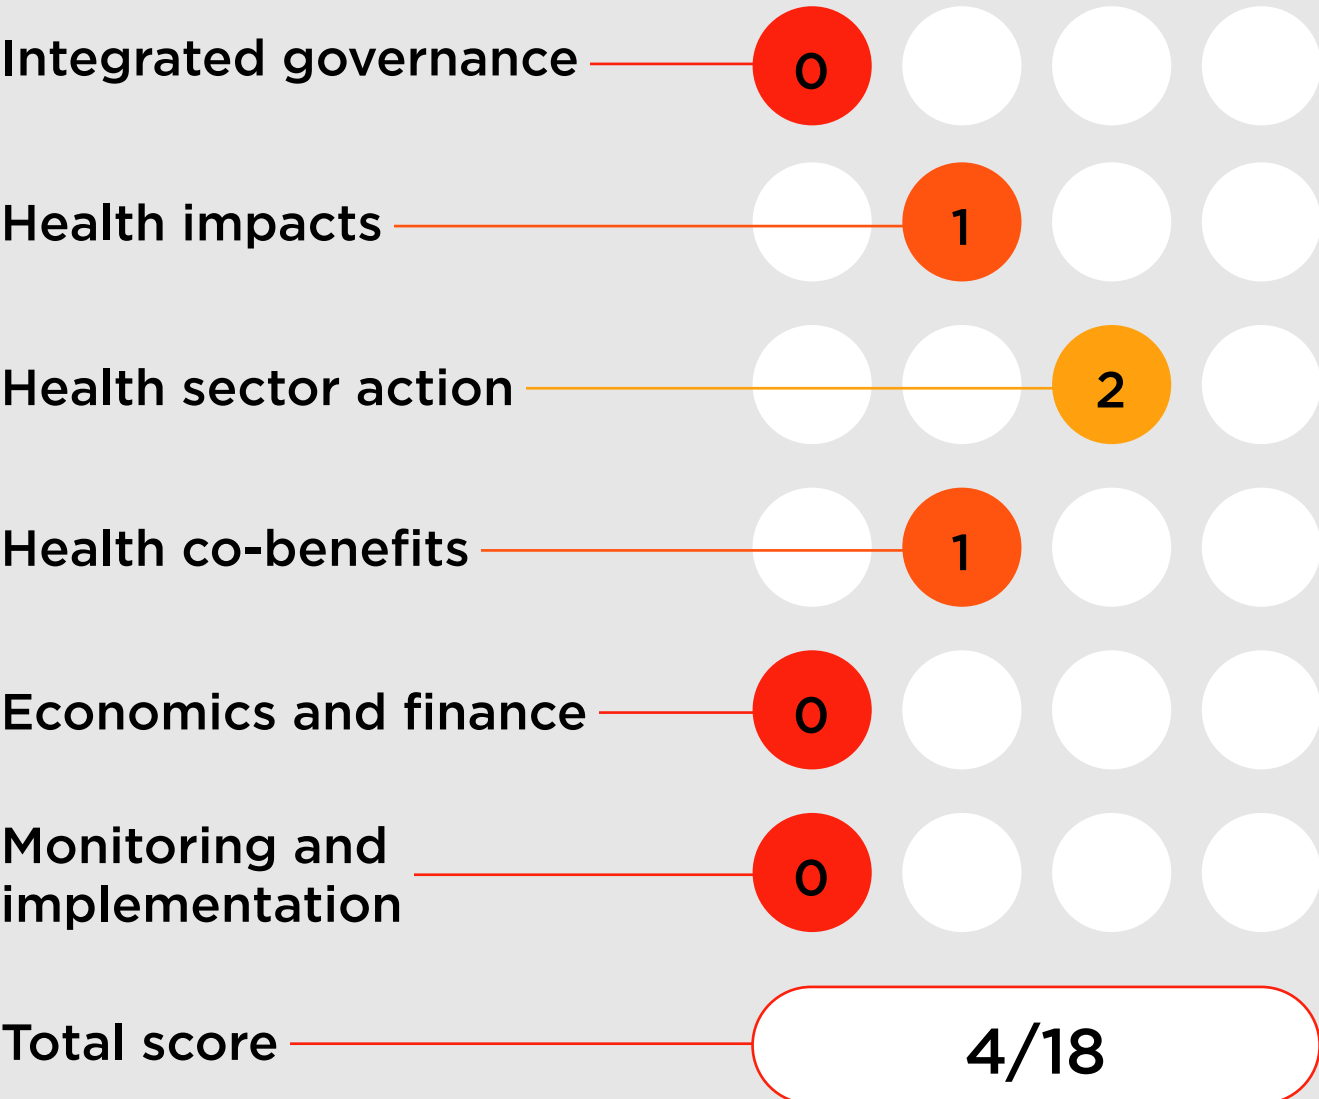 Integrated governance 0
Health impacts 1
Health sector action 2
Health co-benefits 1
Economics and finance 0
Monitoring and
implementation 0
Total score 4/18